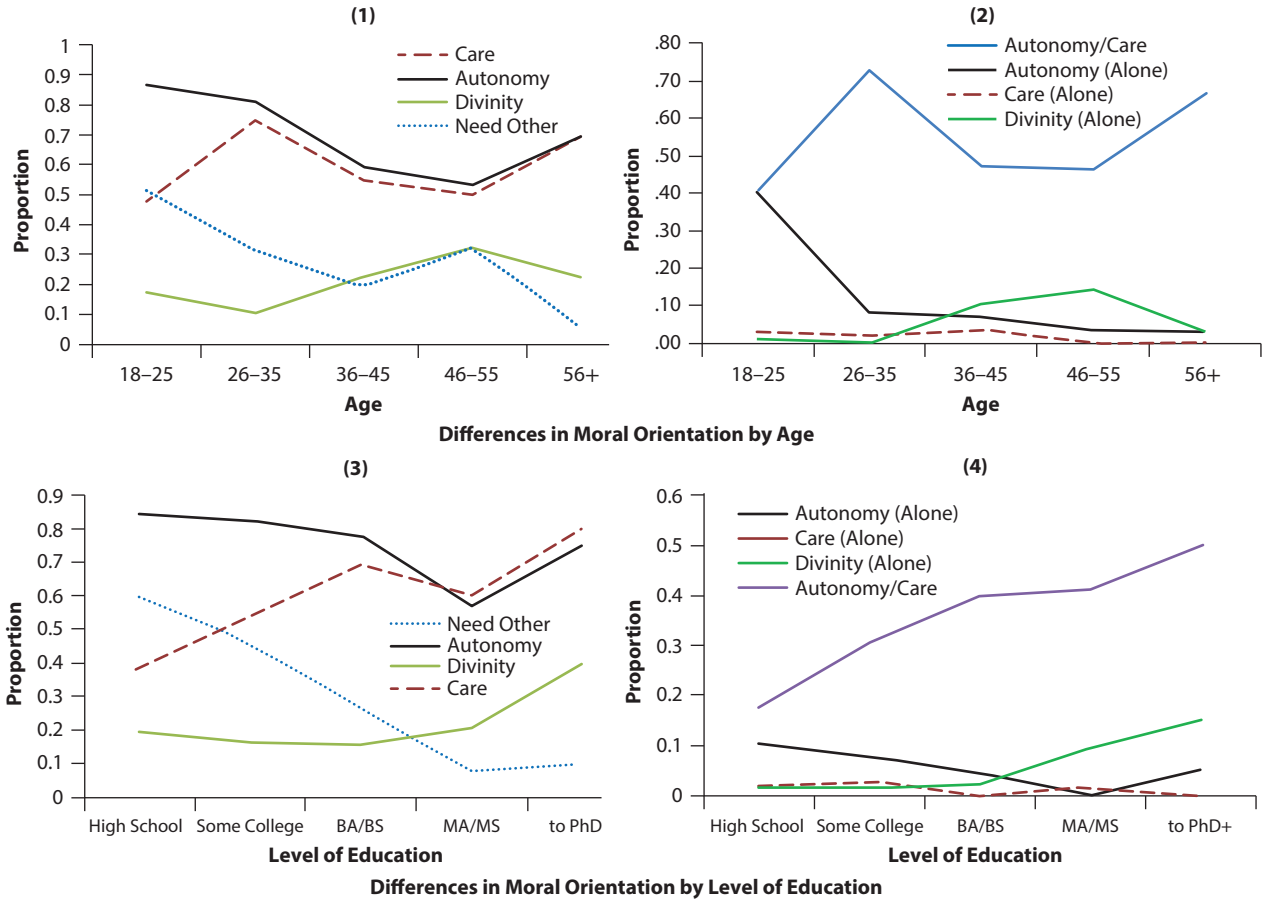 (1)
1
0.9
0.8
0.7
0.6
0.5
0.4
0.3
0.2
0.1
0
Proportion
Care
Autonomy
Divinity
Need Other
18–25 26–35 36–45 46–55 56+
Age
(2)
.80
.70
.60
.50
.40
.30
.20
.10
.00
Proportion
Autonomy/Care
Autonomy (Alone)
Care (Alone)
Divinity (Alone)
18–25 26–35 36–45 46–55 56+
Age
Differences in Moral Orientation by Age
(3)
0.9
0.8
0.7
0.6
0.5
0.4
0.3
0.2
0.1
0
Proportion
Need Other
Autonomy
Divinity
Care
High School Some College BA/BS MA/MS to PhD
Level of Education
(4)
0.6
0.5
0.4
0.3
0.2
0.1
0
Proportion
Autonomy (Alone)
Care (Alone)
Divinity (Alone)
Autonomy/Care
High School Some College BA/BS MA/MS to PhD+
Level of Education
Differences in Moral Orientation by Level of Education